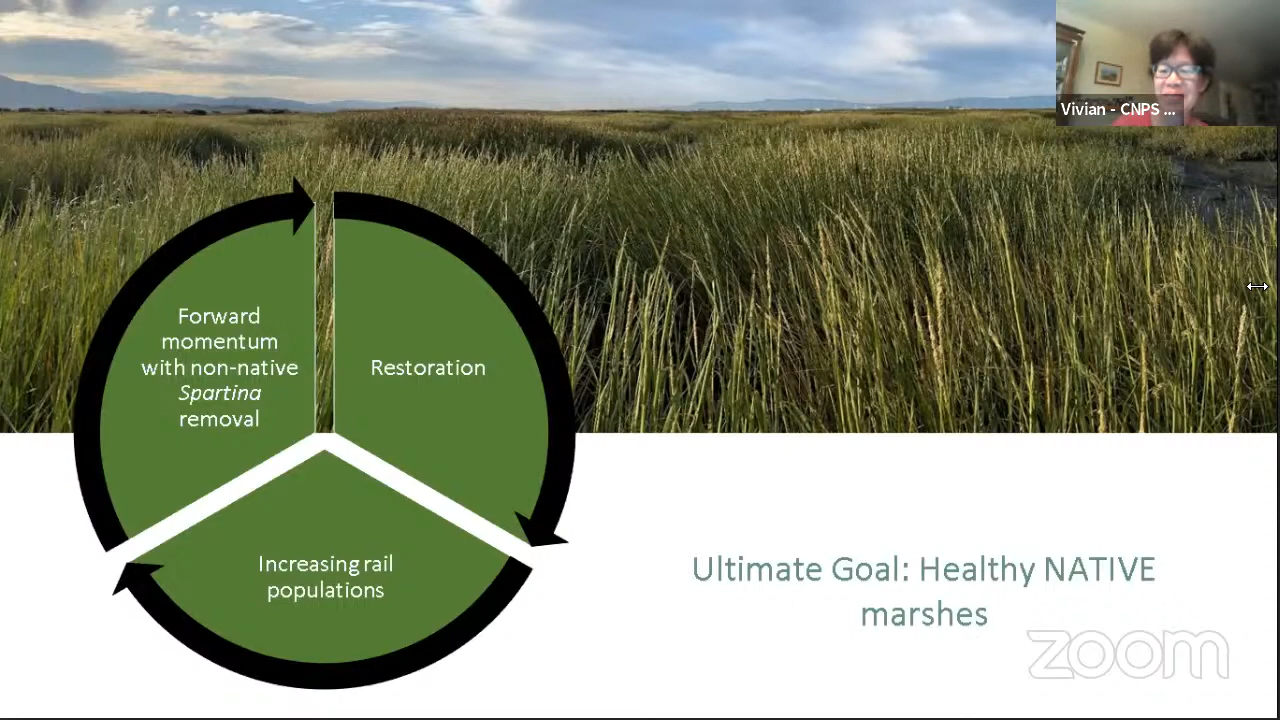 Vivian - CNPS ...
Forward
momentum
with non-native
Spartina
removal
Restoration
Increasing rail
populations
Ultimate Goal: Healthy NATIVE
marshes
zoom